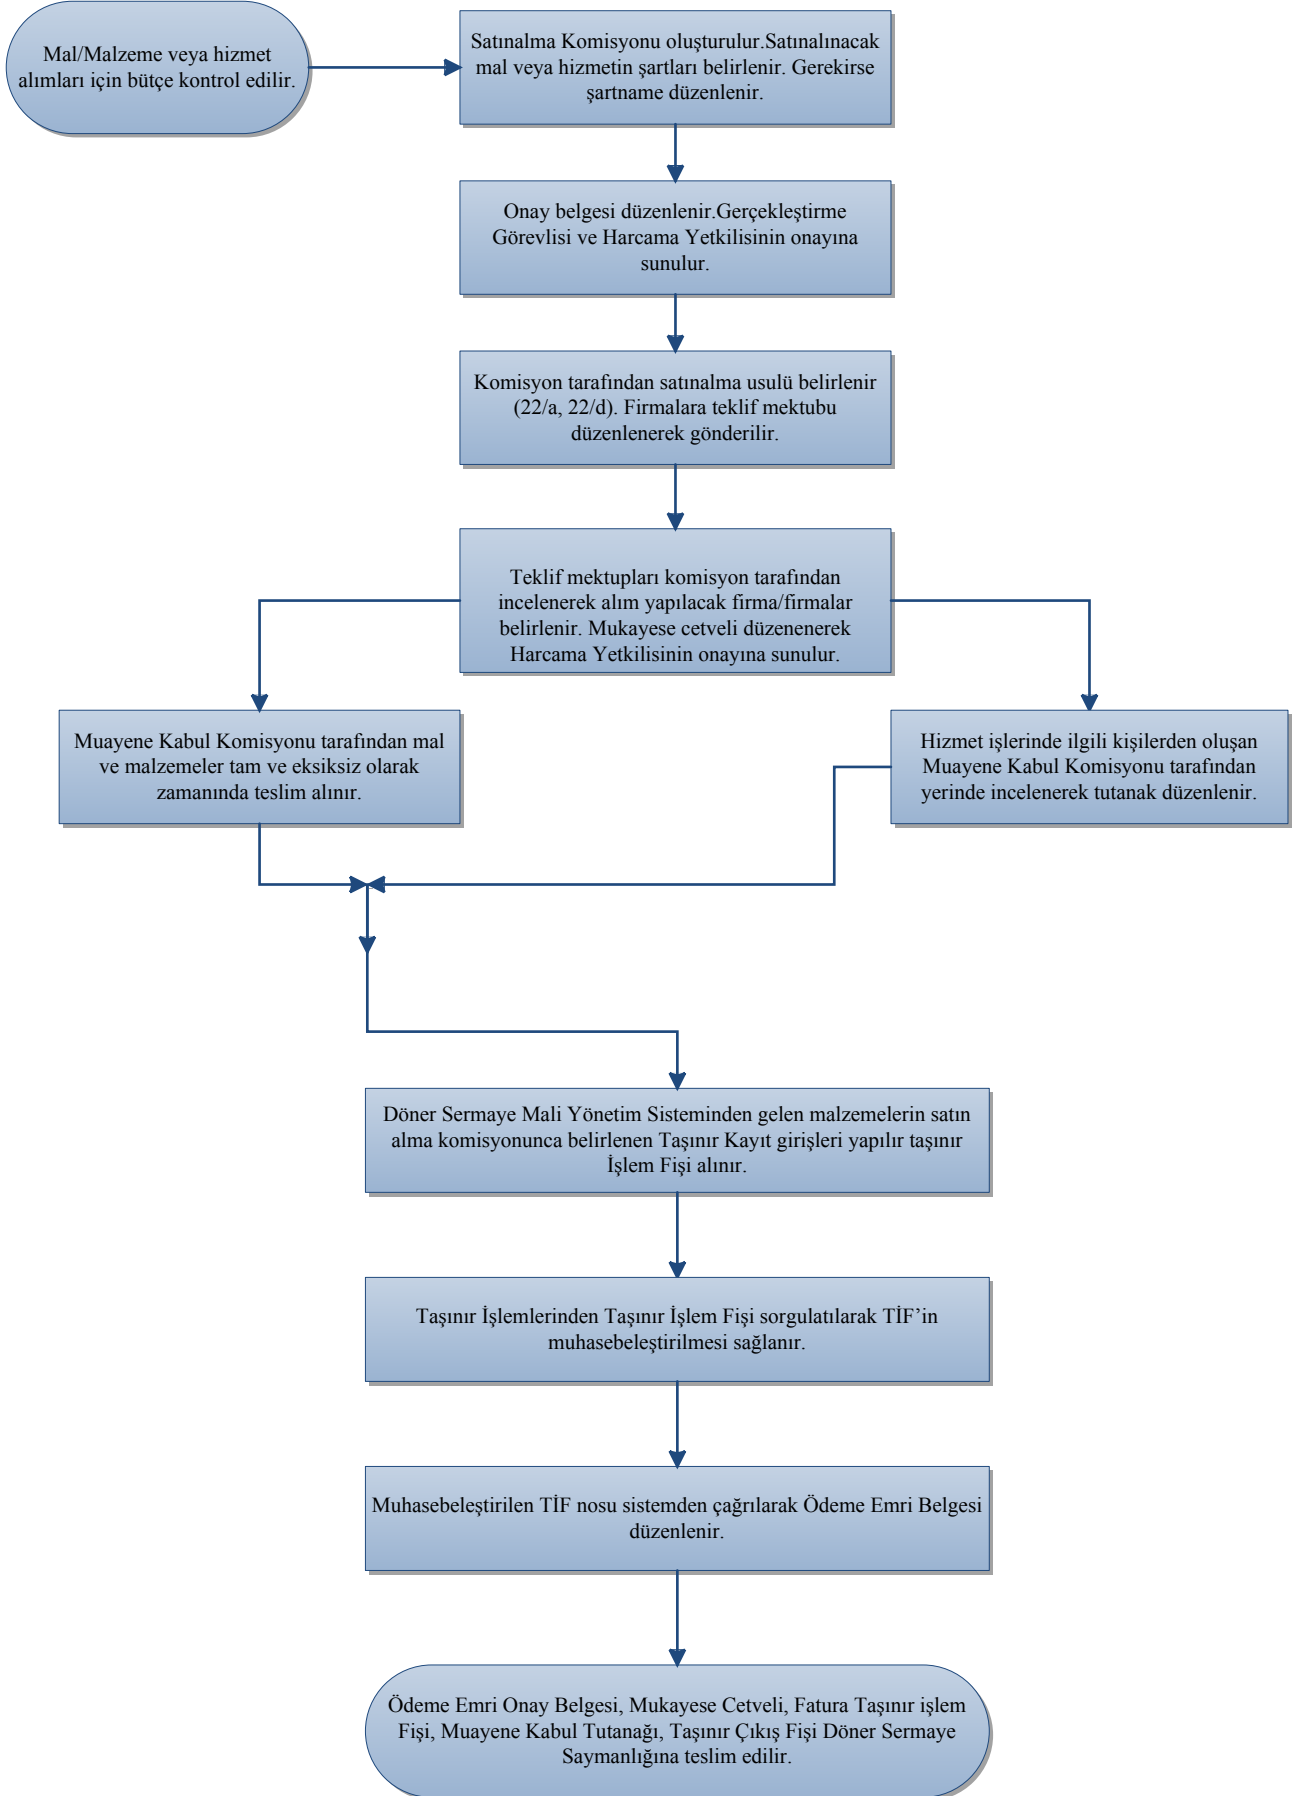 Mal/Malzeme veya hizmet
alımları için bütçe kontrol edilir.
Satınalma Komisyonu oluşturulur.Satınalınacak
mal veya hizmetin şartları belirlenir. Gerekirse
şartname düzenlenir.
Onay belgesi düzenlenir.Gerçekleştirme
Görevlisi ve Harcama Yetkilisinin onayına
sunulur.
Komisyon tarafından satınalma usulü belirlenir
(22/a, 22/d). Firmalara teklif mektubu
düzenlenerek gönderilir.
Teklif mektupları komisyon tarafından
incelenerek alım yapılacak firma/firmalar
belirlenir. Mukayese cetveli düzenenerek
Harcama Yetkilisinin onayına sunulur.
Muayene Kabul Komisyonu tarafından mal
ve malzemeler tam ve eksiksiz olarak
zamanında teslim alınır.
Hizmet işlerinde ilgili kişilerden oluşan
Muayene Kabul Komisyonu tarafından
yerinde incelenerek tutanak düzenlenir.
Döner Sermaye Mali Yönetim Sisteminden gelen malzemelerin satın
alma komisyonunca belirlenen Taşınır Kayıt girişleri yapılır taşınır
İşlem Fişi alınır.
Taşınır İşlemlerinden Taşınır İşlem Fişi sorgulatılarak TİF’in
muhasebeleştirilmesi sağlanır.
Muhasebeleştirilen TİF nosu sistemden çağrılarak Ödeme Emri Belgesi
düzenlenir.
Ödeme Emri Onay Belgesi, Mukayese Cetveli, Fatura Taşınır işlem
Fişi, Muayene Kabul Tutanağı, Taşınır Çıkış Fişi Döner Sermaye
Saymanlığına teslim edilir.